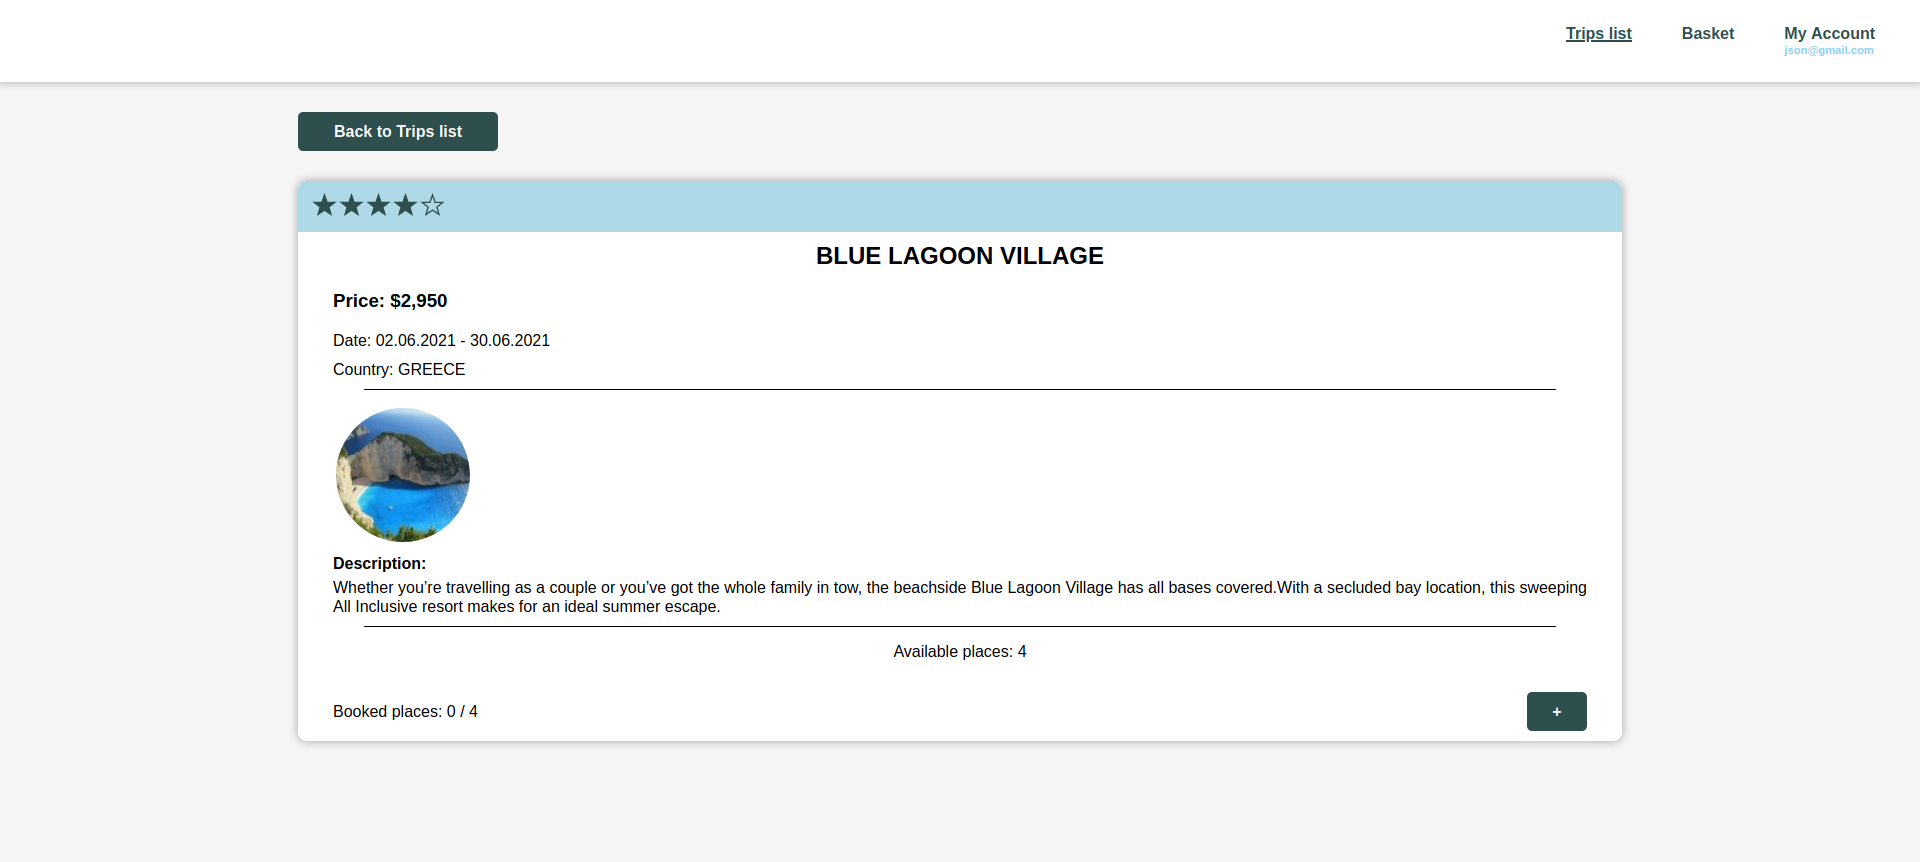 Trips list
Basket
My Account
json@gmail.com
Back to Trips list
★★★★☆
BLUE LAGOON VILLAGE
Price: $2,950
Date: 02.06.2021 - 30.06.2021
Country: GREECE
Description:
Whether you’re travelling as a couple or you’ve got the whole family in tow, the beachside Blue Lagoon Village has all bases covered.With a secluded bay location, this sweeping
All Inclusive resort makes for an ideal summer escape.
Available places: 4
Booked places: 0 / 4
+